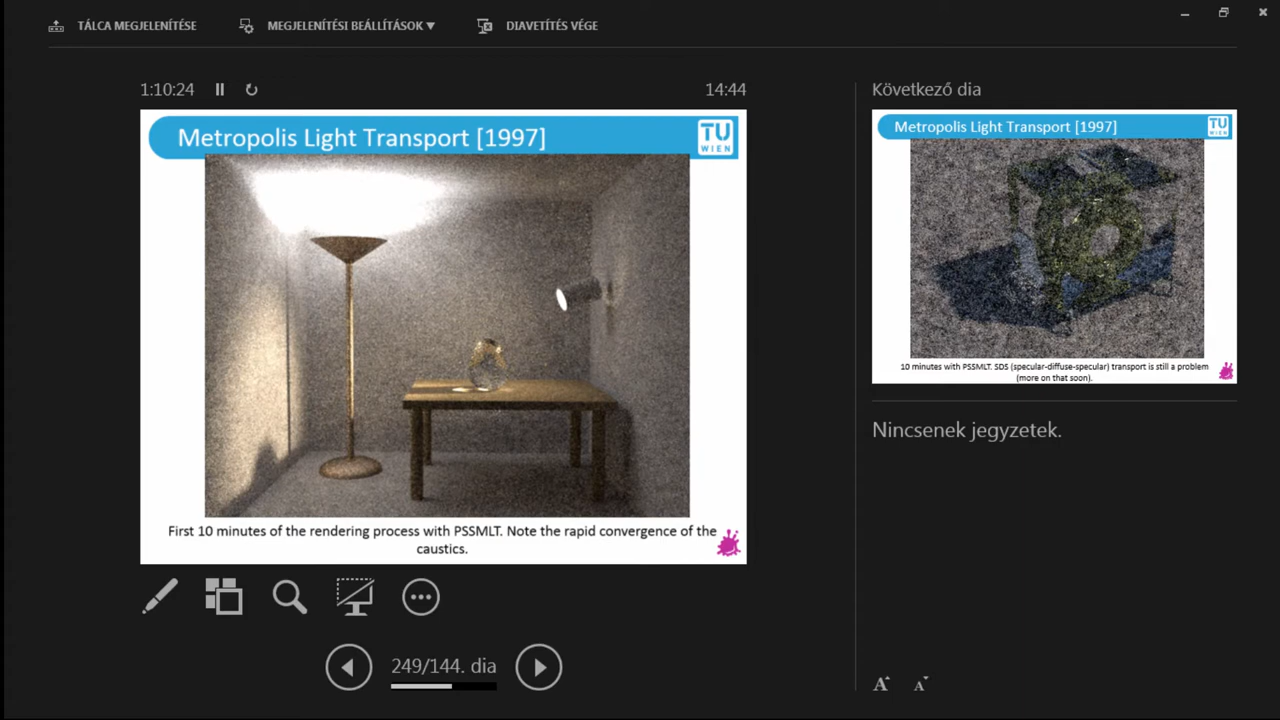 TÁLCA MEGJELENÍTÉSE
MEGJELENÍTÉSI BEÁLLÍTÁSOK
DIAVETÍTÉS VÉGE
1:10:24
14:44
Metropolis Light Transport [1997]
TU
WIEN
First 10 minutes of the rendering process with PSSMLT. Note the rapid convergence of the
caustics.
249/144. dia
Következő dia
Metropolis Light Transport [1997]
TU
WIEN
10 minutes with PSSMLT. SDS (specular-diffuse-specular) transport is still a problem
(more on that soon).
Nincsenek jegyzetek.
A A